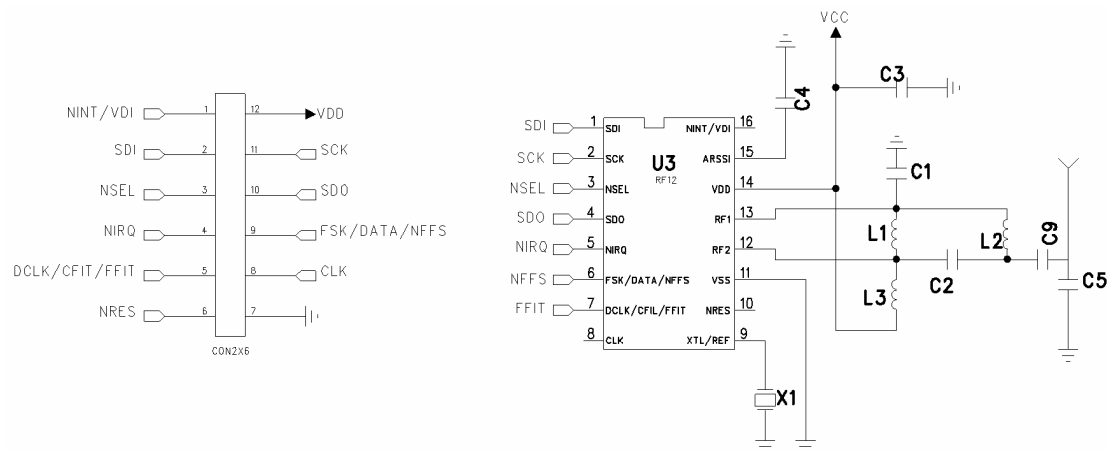 NINT/VDI 1 12 VDD
SDI 2 11 SCK
NSEL 3 10 SDO
NIRQ 4 9 FSK/DATA/NFFS
DCLK/CFIT/FFIT 5 8 CLK
NRES 6 7
CON2X6
VCC
C3
C4
SDI 1 SDI NINT/VDI 16
SCK 2 SCK ARSSI 15
U3
RF12
C1
NSEL 3 NSEL VDD 14
SDO 4 SDO RF1 13
L1 L2 C9
NIRQ 5 NIRQ RF2 12
NFFS 6 FSK/DATA/NFFS VSS 11
C2 C5
L3
FFIT 7 DCLK/CFIL/FFIT NRES 10
8 CLK XTL/REF 9
X1